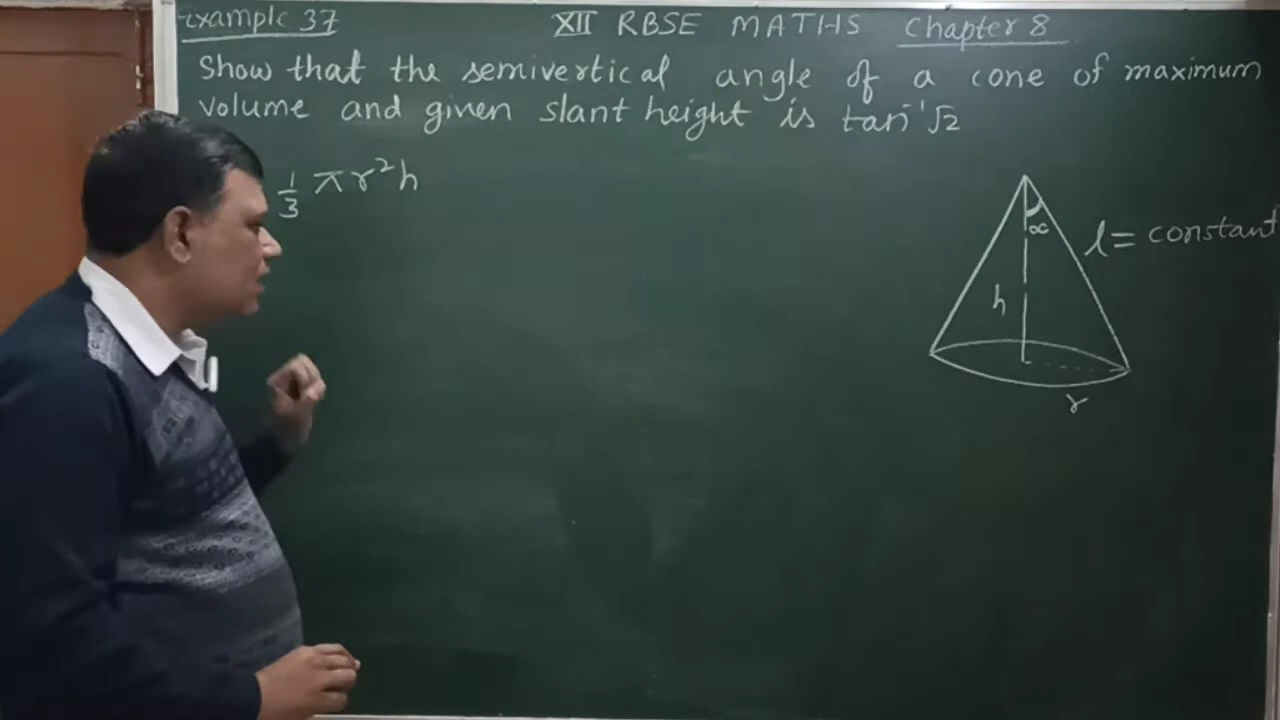 Example 37
XII RBSE MATHS Chapter 8
Show that the semivertical angle of a cone of maximum
volume and given slant height is tan⁻¹√2
1/3 πr²h
α
l = constant
h
r